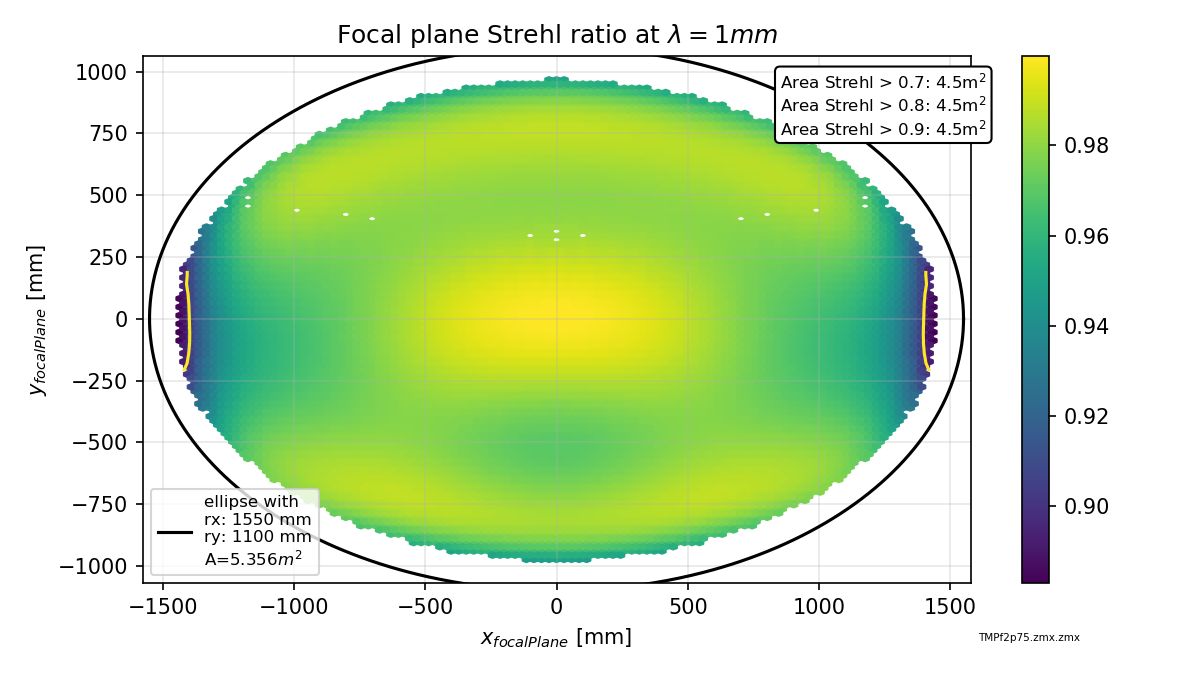 Focal plane Strehl ratio at λ = 1mm
Area Strehl > 0.7: 4.5m²
Area Strehl > 0.8: 4.5m²
Area Strehl > 0.9: 4.5m²
1000
750
500
250
0
−250
−500
−750
−1000
y_focalPlane [mm]
ellipse with
rx: 1550 mm
ry: 1100 mm
A=5.356m²
−1500 −1000 −500 0 500 1000 1500
x_focalPlane [mm]
0.98
0.96
0.94
0.92
0.90
TMPf2p75.zmx.zmx